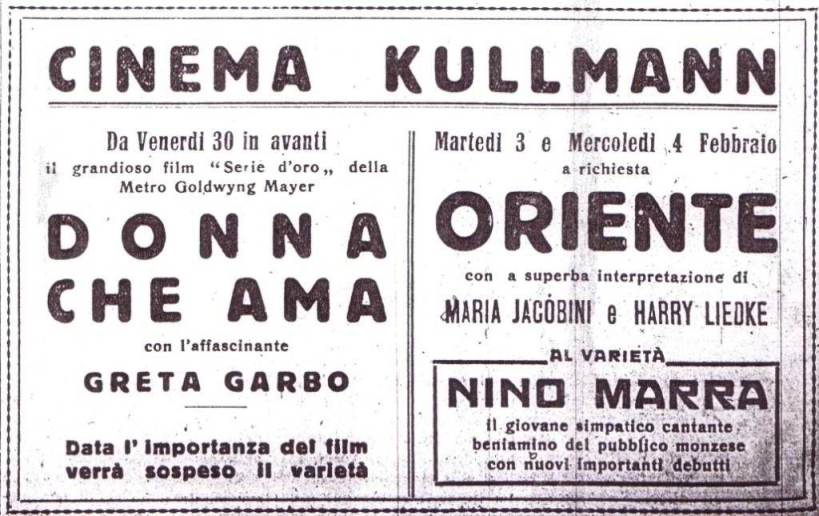 CINEMA KULLMANN
Da Venerdi 30 in avanti
il grandioso film “Serie d'oro„ della
Metro Goldwyng Mayer
DONNA
CHE AMA
con l'affascinante
GRETA GARBO
Data l' importanza del film
verrà sospeso il varietà
Martedi 3 e Mercoledi 4 Febbraio
a richiesta
ORIENTE
con a superba interpretazione di
MARIA JACOBINI e HARRY LIEDKE
AL VARIETÀ
NINO MARRA
il giovane simpatico cantante
beniamino del pubblico monzese
con nuovi importanti debutti